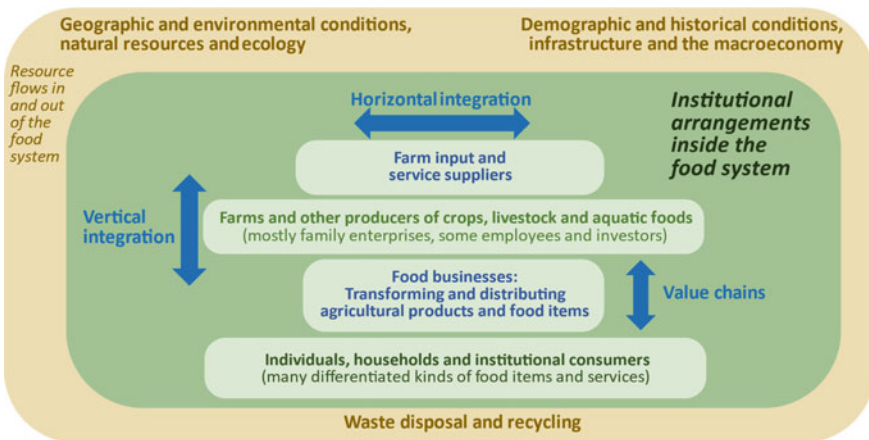 Geographic and environmental conditions,
natural resources and ecology
Demographic and historical conditions,
infrastructure and the macroeconomy
Resource
flows in
and out
of the
food
system
Horizontal integration
Institutional
arrangements
inside the
food system
Farm input and
service suppliers
Vertical
integration
Farms and other producers of crops, livestock and aquatic foods
(mostly family enterprises, some employees and investors)
Food businesses:
Transforming and distributing
agricultural products and food items
Value chains
Individuals, households and institutional consumers
(many differentiated kinds of food items and services)
Waste disposal and recycling